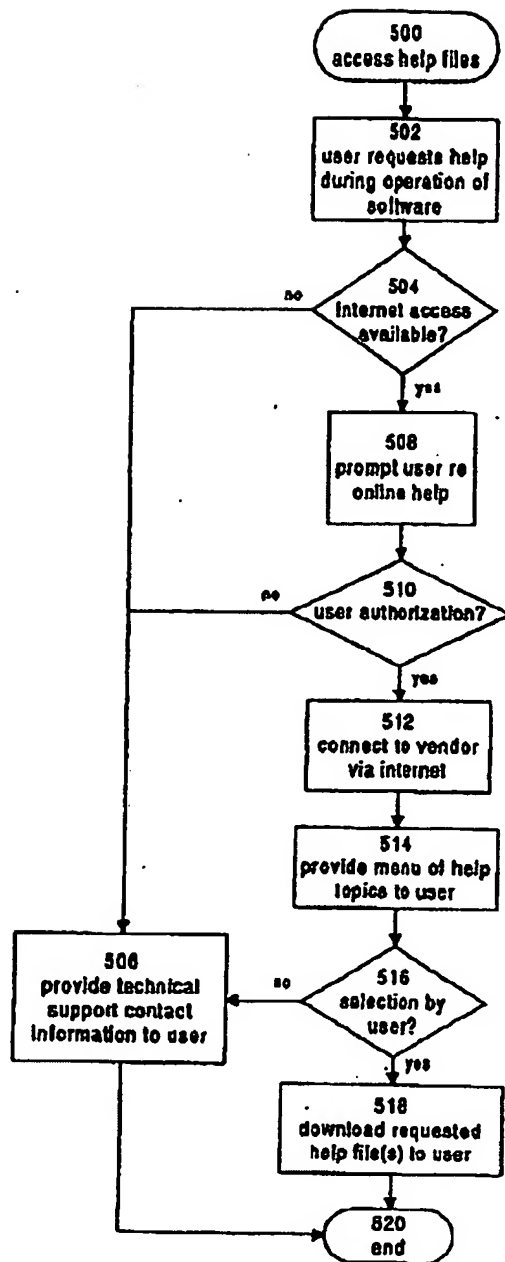 500
access help files
502
user requests help
during operation of
software
504
internet access
available?
no
yes
508
prompt user re
online help
510
user authorization?
no
yes
512
connect to vendor
via internet
514
provide menu of help
topics to user
506
provide technical
support contact
information to user
no
516
selection by
user?
yes
518
download requested
help file(s) to user
520
end